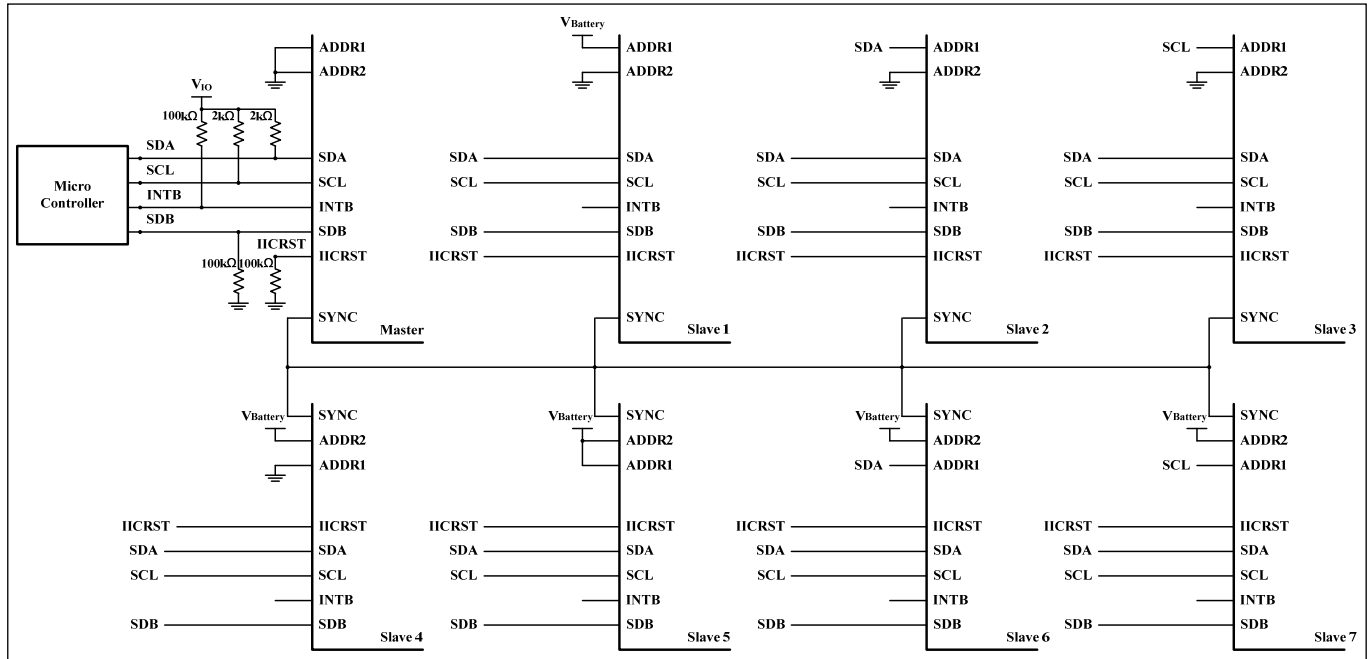 VBattery
ADDR1
ADDR2
ADDR1
ADDR2
SDA
ADDR1
ADDR2
SCL
ADDR1
ADDR2
VIO
100kΩ
2kΩ
2kΩ
Micro
Controller
SDA
SCL
INTB
SDB
IICRST
100kΩ
100kΩ
SDA
SCL
INTB
SDB
IICRST
SYNC
Master
SDA
SCL
SDB
IICRST
SDA
SCL
INTB
SDB
IICRST
SYNC
Slave 1
SDA
SCL
SDB
IICRST
SDA
SCL
INTB
SDB
IICRST
SYNC
Slave 2
SDA
SCL
SDB
IICRST
SDA
SCL
INTB
SDB
IICRST
SYNC
Slave 3
VBattery
SYNC
ADDR2
ADDR1
IICRST
SDA
SCL
SDB
IICRST
SDA
SCL
INTB
SDB
Slave 4
VBattery
SYNC
ADDR2
ADDR1
IICRST
SDA
SCL
SDB
IICRST
SDA
SCL
INTB
SDB
Slave 5
VBattery
SDA
SYNC
ADDR2
ADDR1
IICRST
SDA
SCL
SDB
IICRST
SDA
SCL
INTB
SDB
Slave 6
VBattery
SCL
SYNC
ADDR2
ADDR1
IICRST
SDA
SCL
SDB
IICRST
SDA
SCL
INTB
SDB
Slave 7